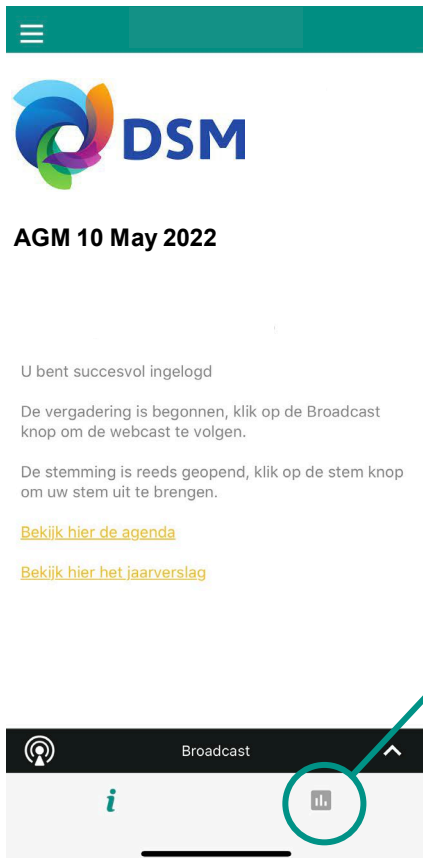 DSM
AGM 10 May 2022
U bent succesvol ingelogd
De vergadering is begonnen, klik op de Broadcast
knop om de webcast te volgen.
De stemming is reeds geopend, klik op de stem knop
om uw stem uit te brengen.
Bekijk hier de agenda
Bekijk hier het jaarverslag
Broadcast
i